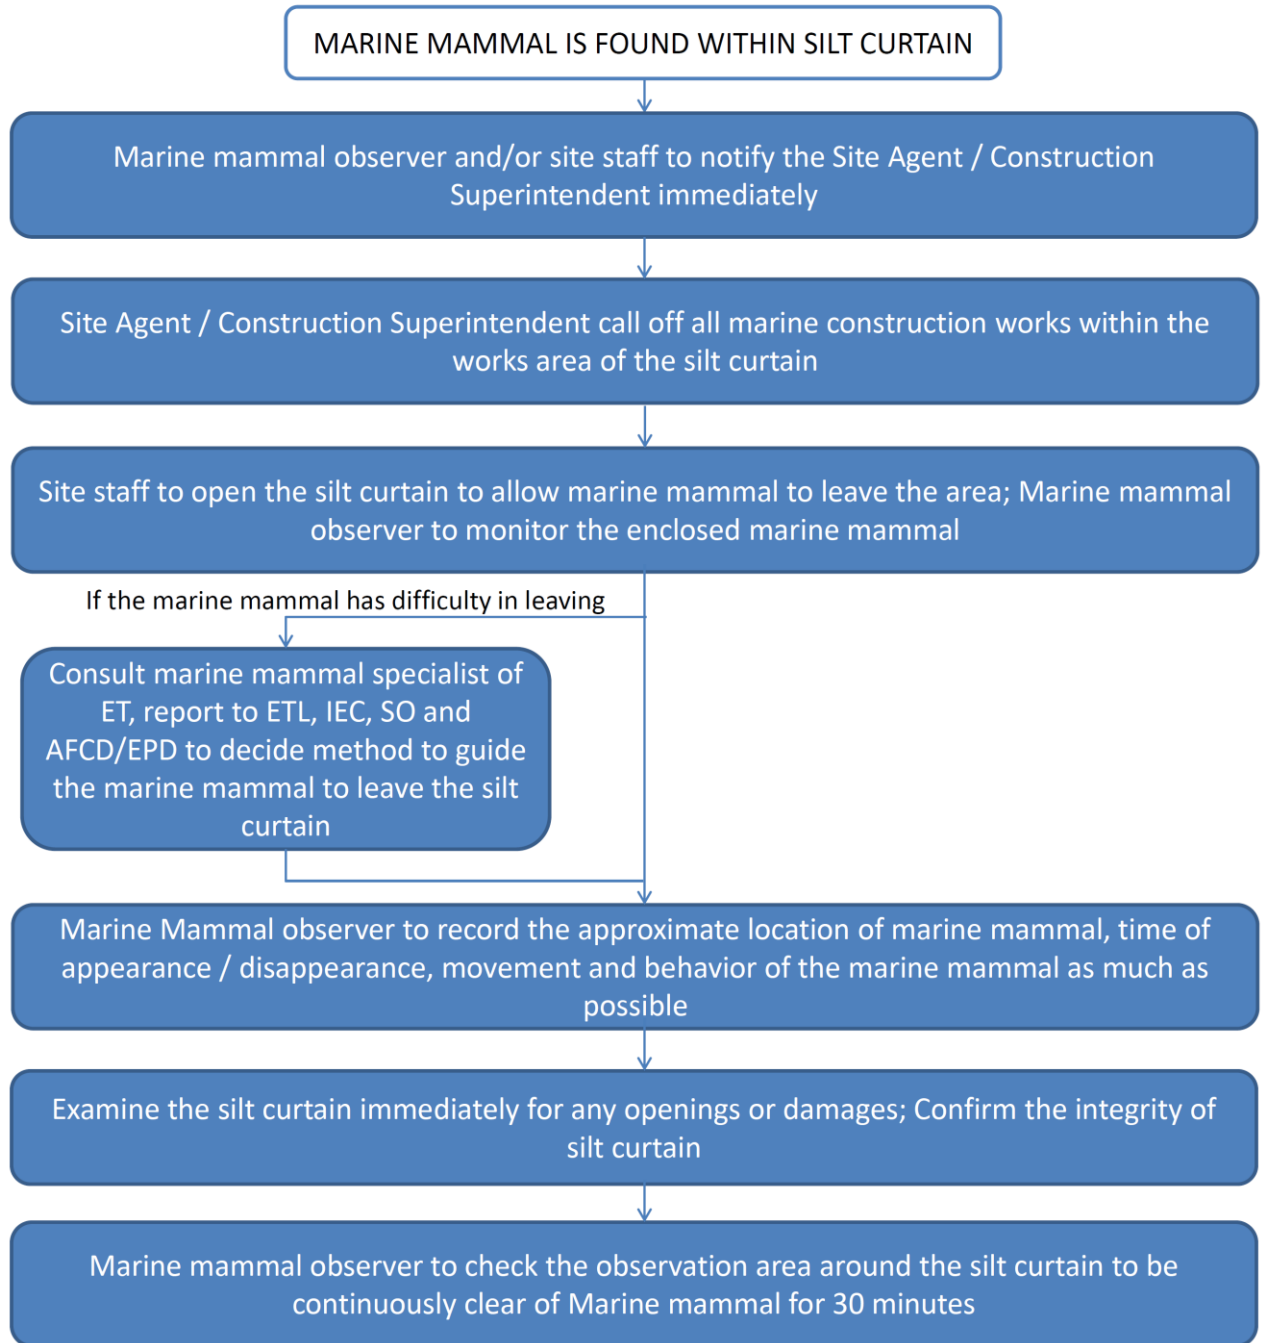 MARINE MAMMAL IS FOUND WITHIN SILT CURTAIN
Marine mammal observer and/or site staff to notify the Site Agent / Construction
Superintendent immediately
Site Agent / Construction Superintendent call off all marine construction works within the
works area of the silt curtain
Site staff to open the silt curtain to allow marine mammal to leave the area; Marine mammal
observer to monitor the enclosed marine mammal
If the marine mammal has difficulty in leaving
Consult marine mammal specialist of
ET, report to ETL, IEC, SO and
AFCD/EPD to decide method to guide
the marine mammal to leave the silt
curtain
Marine Mammal observer to record the approximate location of marine mammal, time of
appearance / disappearance, movement and behavior of the marine mammal as much as
possible
Examine the silt curtain immediately for any openings or damages; Confirm the integrity of
silt curtain
Marine mammal observer to check the observation area around the silt curtain to be
continuously clear of Marine mammal for 30 minutes